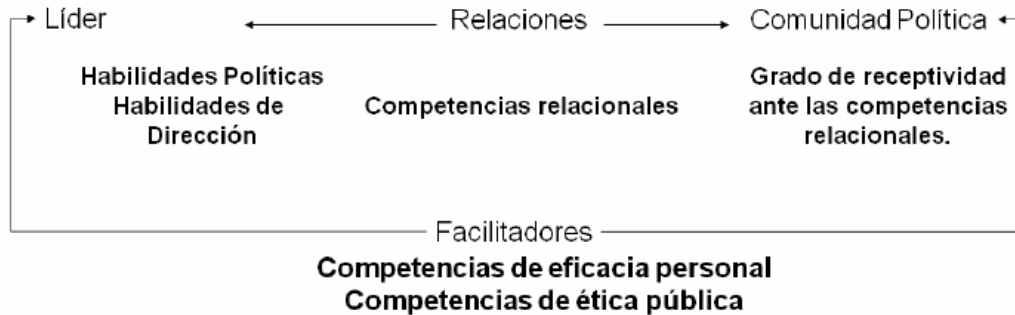 Líder
Relaciones
Comunidad Política
Habilidades Políticas
Habilidades de
Dirección
Competencias relacionales
Grado de receptividad
ante las competencias
relacionales.
Facilitadores
Competencias de eficacia personal
Competencias de ética pública